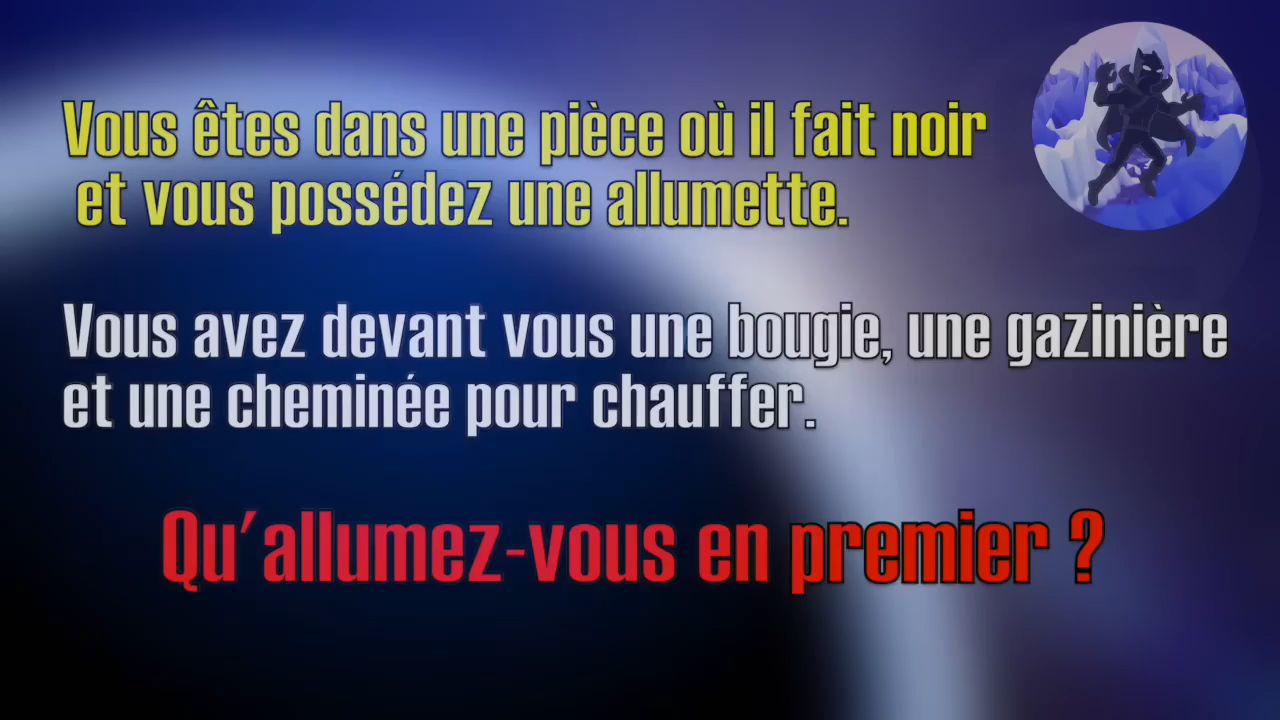 Vous êtes dans une pièce où il fait noir
et vous possédez une allumette.
Vous avez devant vous une bougie, une gazinière
et une cheminée pour chauffer.
Qu'allumez-vous en premier ?